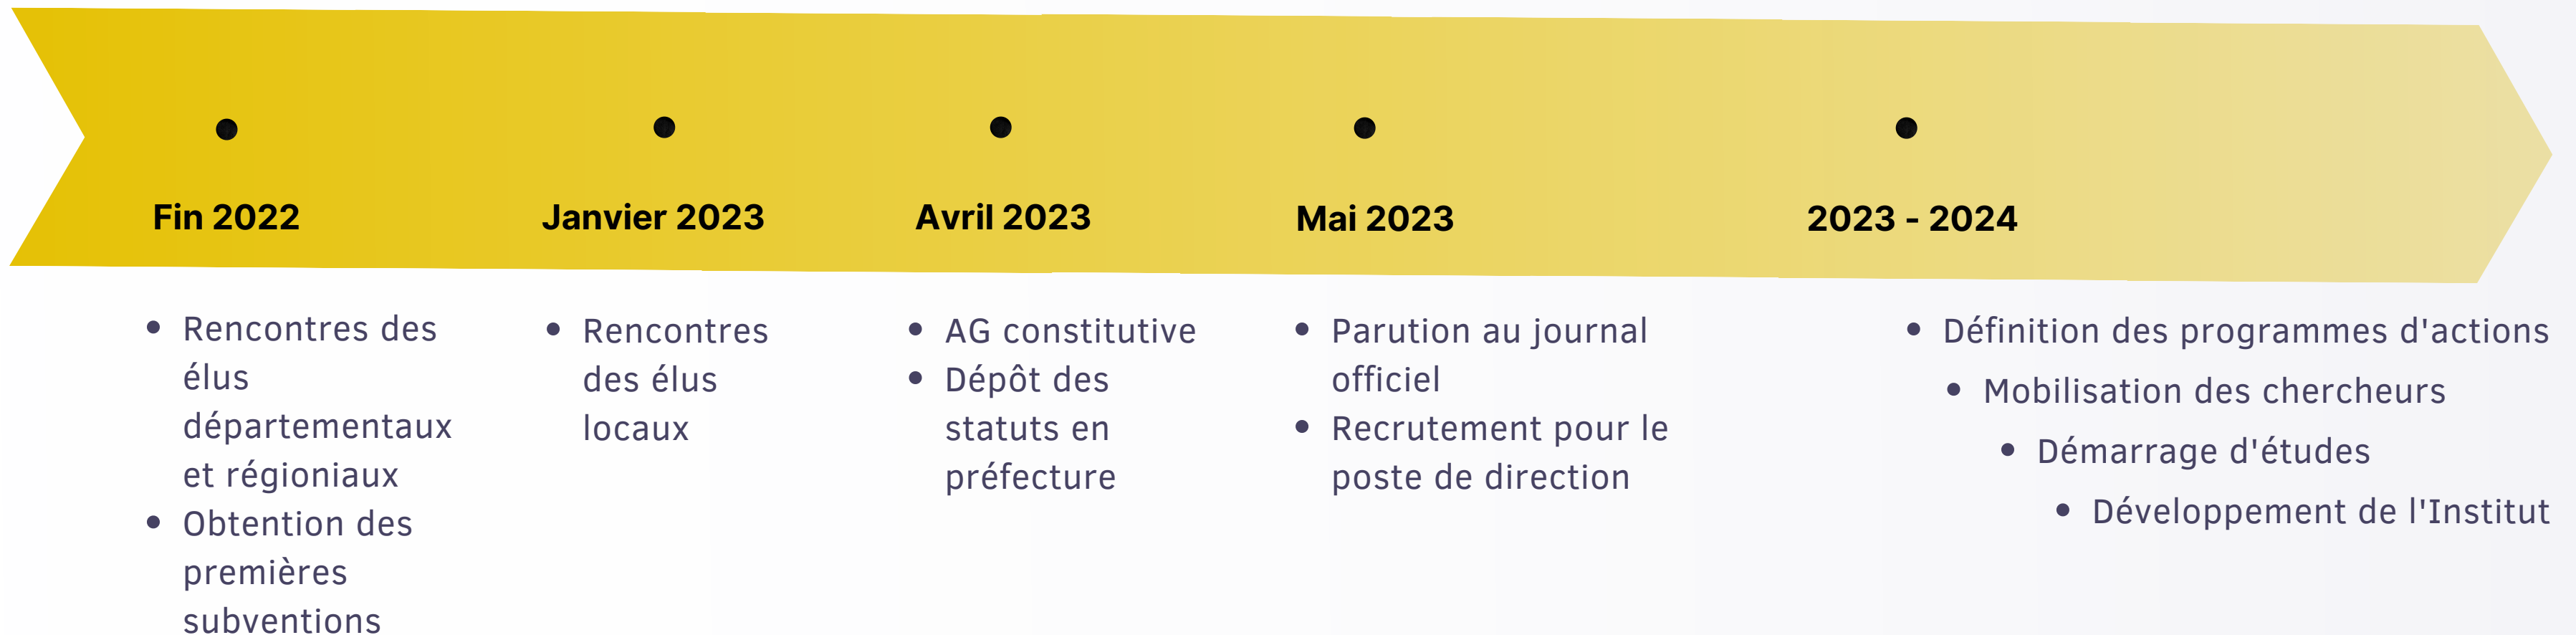 Fin 2022
Janvier 2023
Avril 2023
Mai 2023
2023 - 2024
• Rencontres des
élus
départementaux
et régioniaux
• Obtention des
premières
subventions
• Rencontres
des élus
locaux
• AG constitutive
• Dépôt des
statuts en
préfecture
• Parution au journal
officiel
• Recrutement pour le
poste de direction
• Définition des programmes d'actions
• Mobilisation des chercheurs
• Démarrage d'études
• Développement de l'Institut